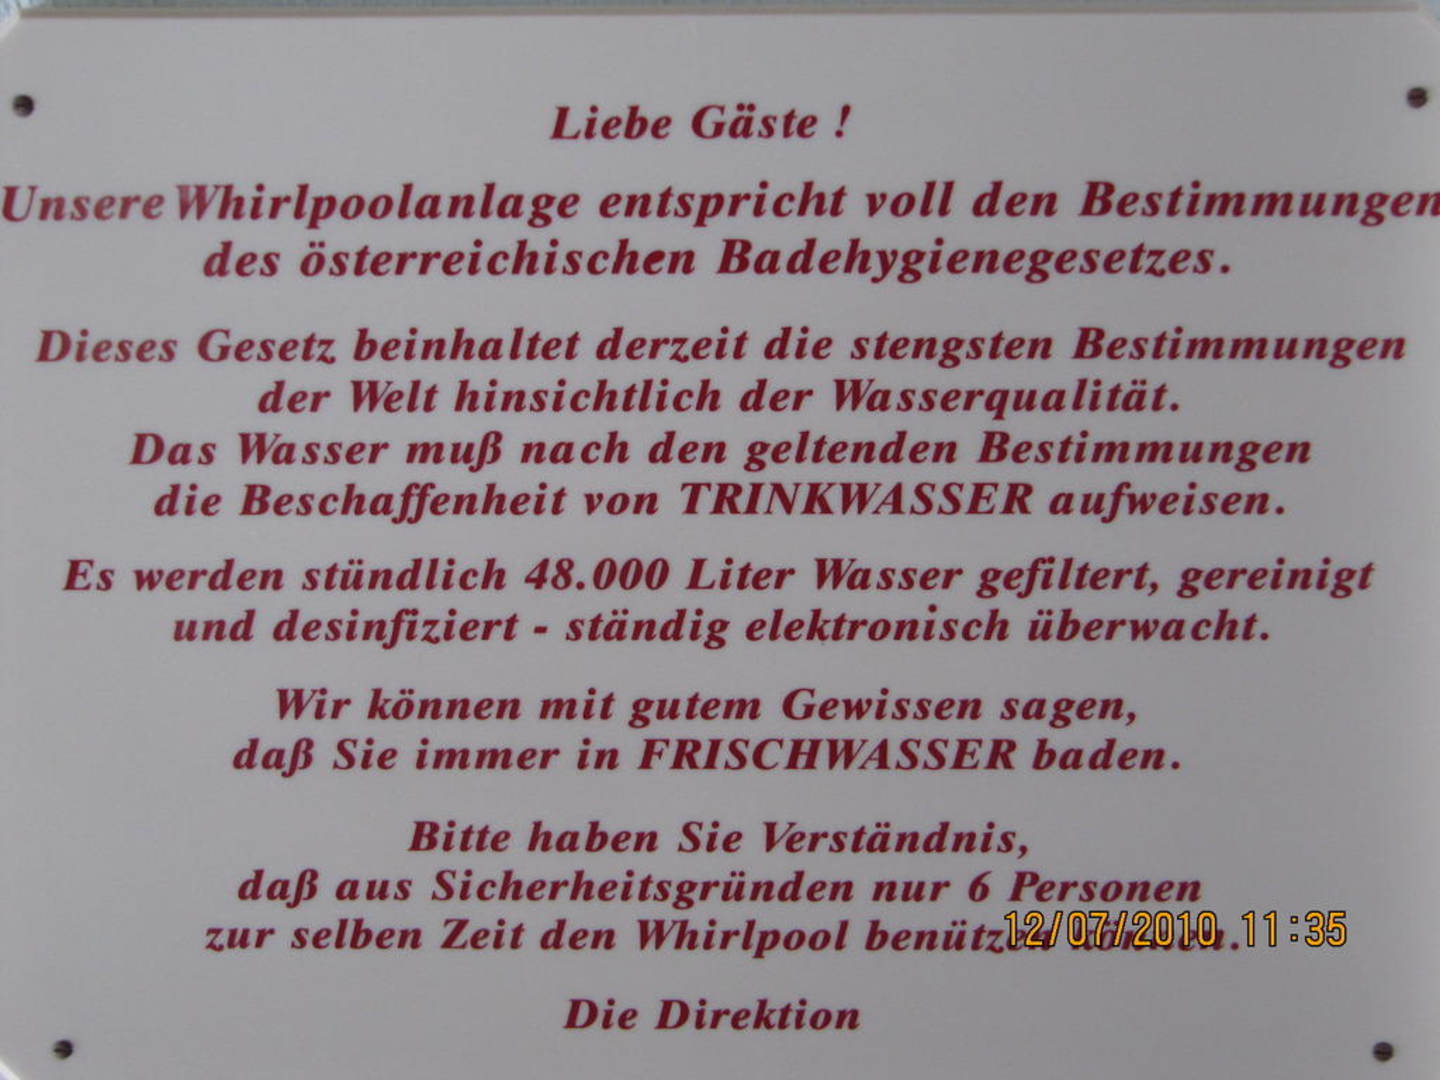 Liebe Gäste !
Unsere Whirlpoolanlage entspricht voll den Bestimmungen
des österreichischen Badehygienegesetzes.
Dieses Gesetz beinhaltet derzeit die stengsten Bestimmungen
der Welt hinsichtlich der Wasserqualität.
Das Wasser muß nach den geltenden Bestimmungen
die Beschaffenheit von TRINKWASSER aufweisen.
Es werden stündlich 48.000 Liter Wasser gefiltert, gereinigt
und desinfiziert - ständig elektronisch überwacht.
Wir können mit gutem Gewissen sagen,
daß Sie immer in FRISCHWASSER baden.
Bitte haben Sie Verständnis,
daß aus Sicherheitsgründen nur 6 Personen
zur selben Zeit den Whirlpool benützen können.
12/07/2010 11:35
Die Direktion